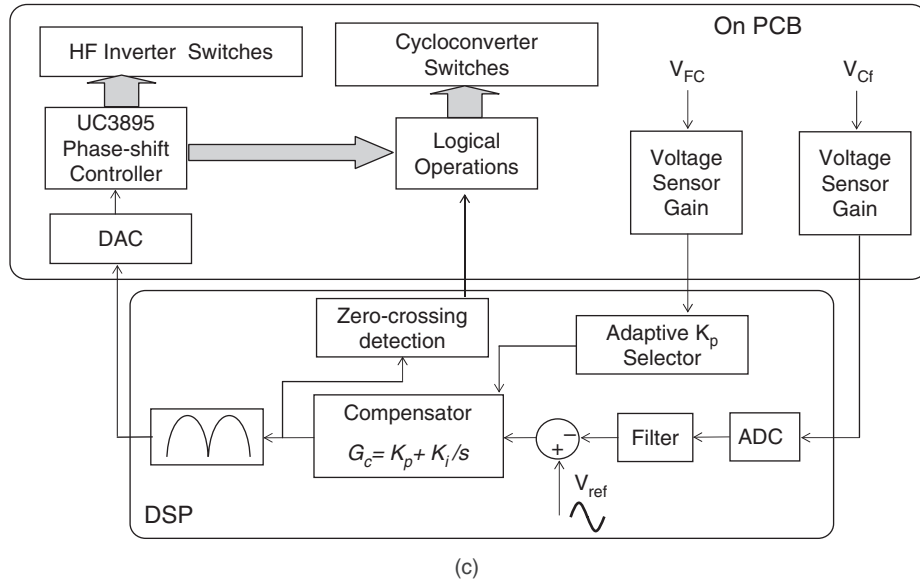 On PCB
HF Inverter Switches
Cycloconverter
Switches
V_FC
V_Cf
UC3895
Phase-shift
Controller
Logical
Operations
Voltage
Sensor
Gain
Voltage
Sensor
Gain
DAC
Zero-crossing
detection
Adaptive K_p
Selector
Compensator
G_c = K_p + K_i/s
−
+
Filter
ADC
V_ref
DSP
(c)